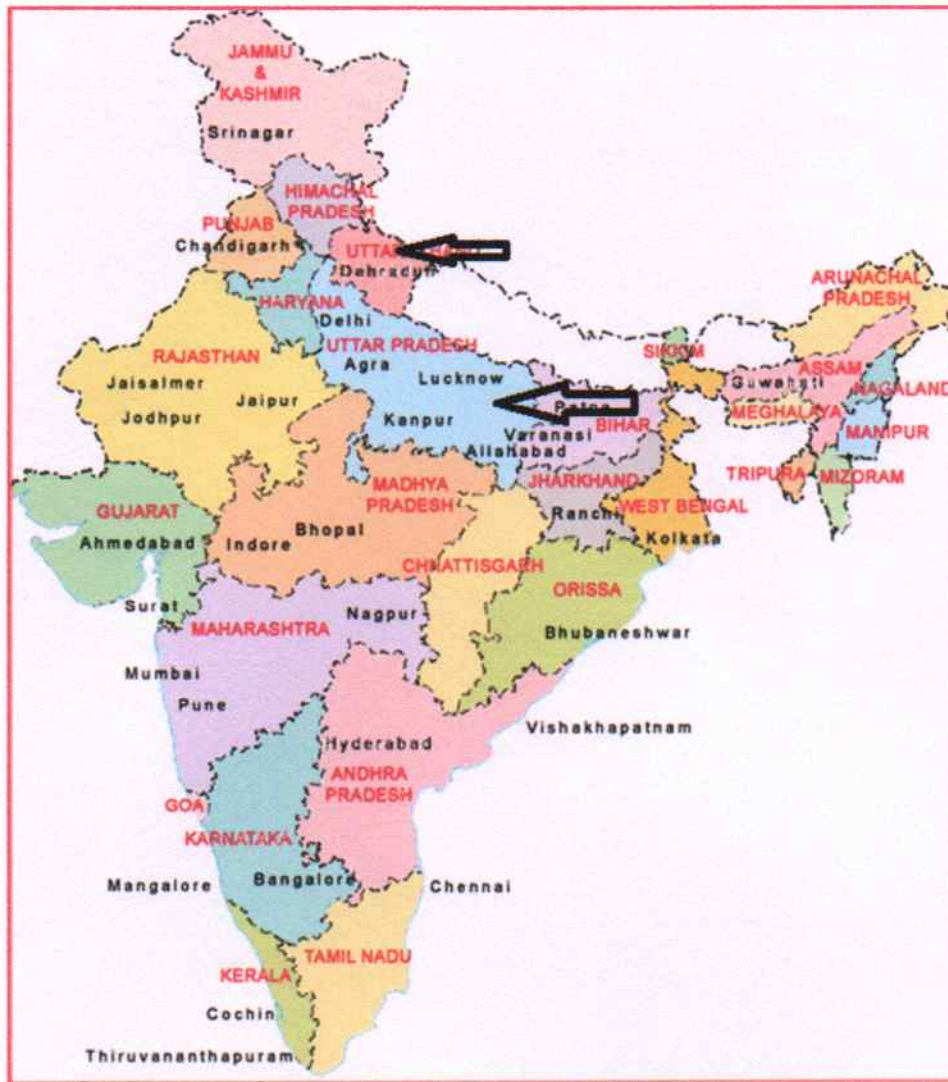 JAMMU
&
KASHMIR
Srinagar
HIMACHAL
PRADESH
PUNJAB
Chandigarh
Dehradun
ARUNACHAL
PRADESH
HARYANA
Delhi
UTTAR PRADESH
RAJASTHAN
Agra
SIKKIM
ASSAM
Jaisalmer
Lucknow
Guwahati
NAGALAND
Jaipur
Jodhpur
Kanpur
Patna
MEGHALAYA
BIHAR
MANIPUR
Varanasi
Allahabad
MADHYA
PRADESH
JHARKHAND
TRIPURA
MIZORAM
GUJARAT
WEST BENGAL
Ranchi
Bhopal
Ahmedabad
Indore
Kolkata
CHHATTISGARH
ORISSA
Surat
Nagpur
MAHARASHTRA
Bhubaneshwar
Mumbai
Pune
Vishakhapatnam
Hyderabad
ANDHRA
PRADESH
GOA
KARNATAKA
Mangalore
Bangalore
Chennai
TAMIL NADU
KERALA
Cochin
Thiruvananthapuram